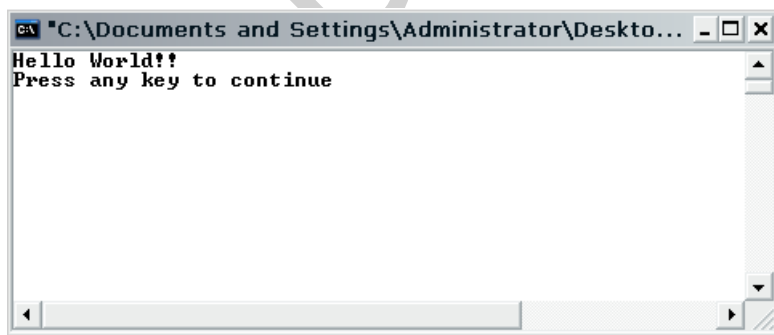 "C:\Documents and Settings\Administrator\Deskto...
Hello World!!
Press any key to continue